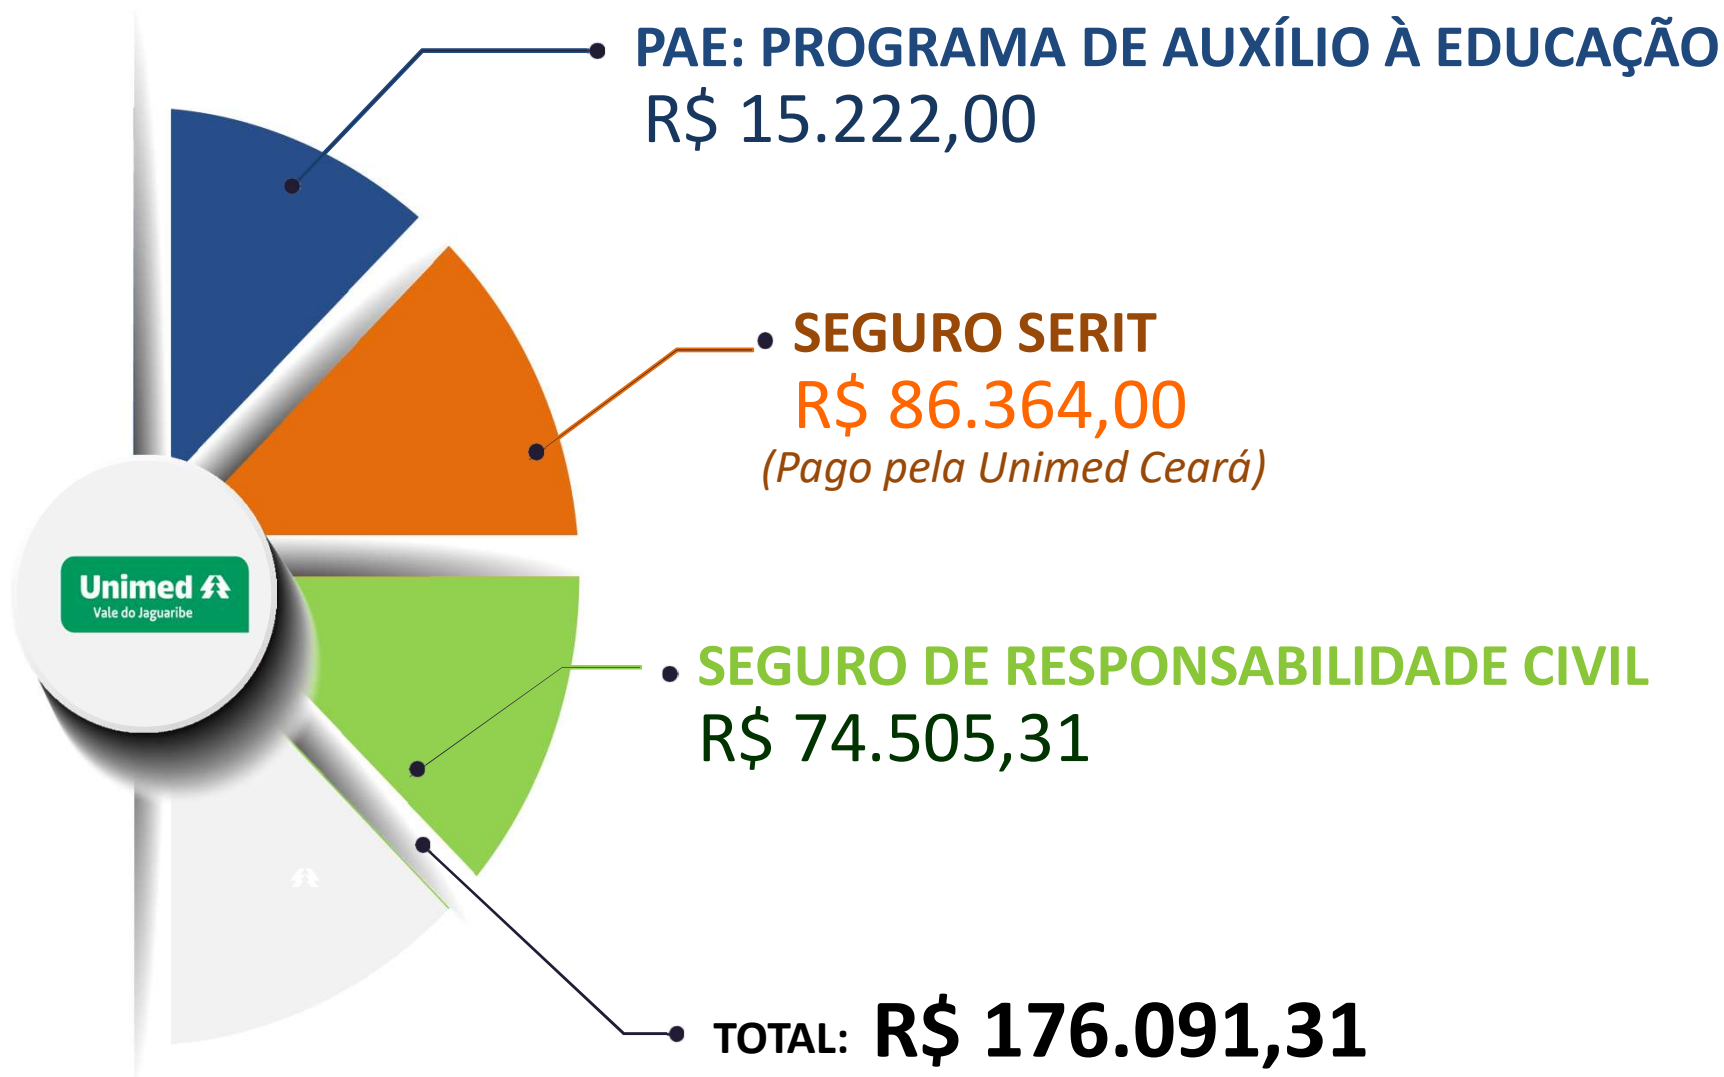 PAE: PROGRAMA DE AUXÍLIO À EDUCAÇÃO
R$ 15.222,00
SEGURO SERIT
R$ 86.364,00
(Pago pela Unimed Ceará)
Unimed
Vale do Jaguaribe
SEGURO DE RESPONSABILIDADE CIVIL
R$ 74.505,31
TOTAL: R$ 176.091,31